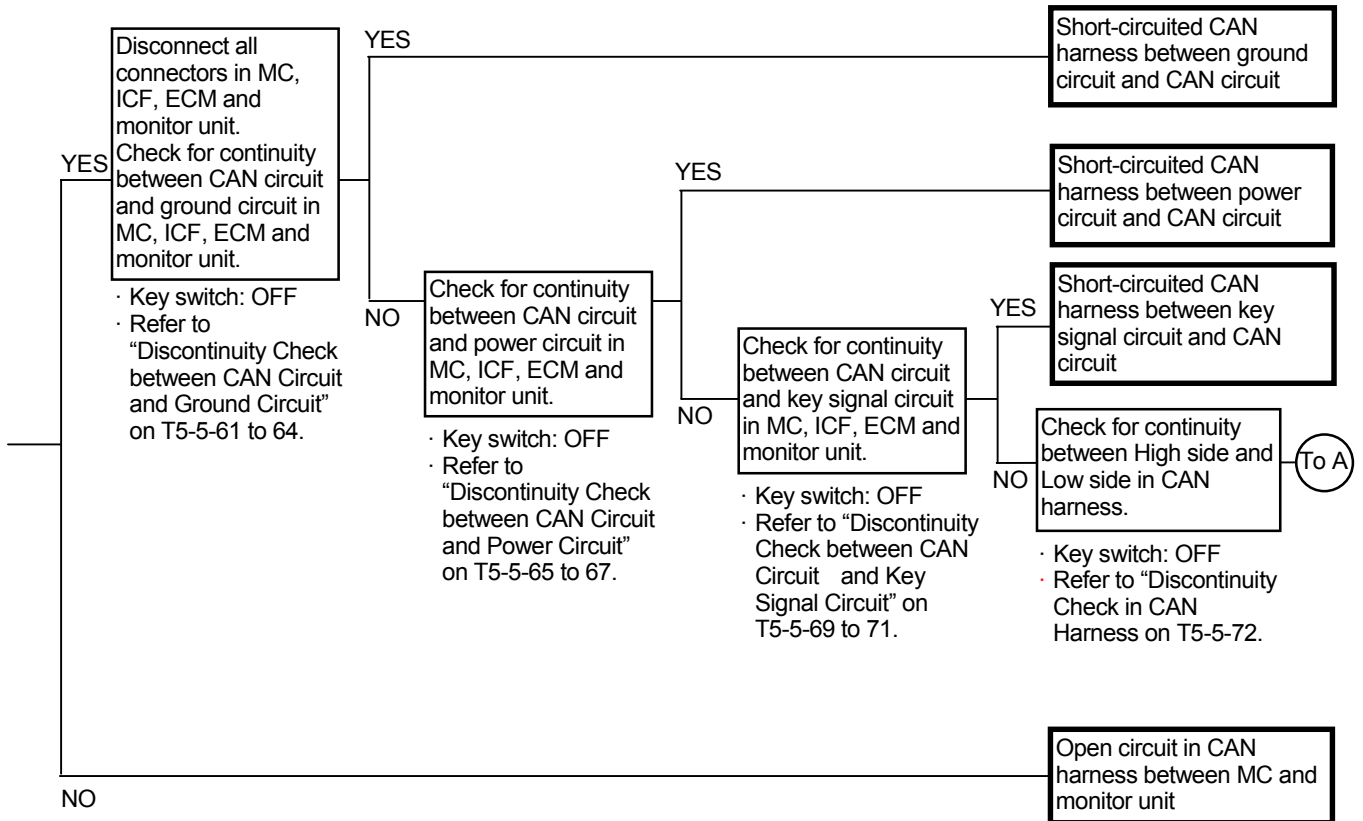 YES
Disconnect all
connectors in MC,
ICF, ECM and
monitor unit.
Check for continuity
between CAN circuit
and ground circuit in
MC, ICF, ECM and
monitor unit.
· Key switch: OFF
· Refer to
“Discontinuity Check
between CAN Circuit
and Ground Circuit”
on T5-5-61 to 64.
YES
Short-circuited CAN
harness between ground
circuit and CAN circuit
NO
Check for continuity
between CAN circuit
and power circuit in
MC, ICF, ECM and
monitor unit.
· Key switch: OFF
· Refer to
“Discontinuity Check
between CAN Circuit
and Power Circuit”
on T5-5-65 to 67.
YES
Short-circuited CAN
harness between power
circuit and CAN circuit
NO
Check for continuity
between CAN circuit
and key signal circuit
in MC, ICF, ECM and
monitor unit.
· Key switch: OFF
· Refer to “Discontinuity
Check between CAN
Circuit and Key
Signal Circuit” on
T5-5-69 to 71.
YES
Short-circuited CAN
harness between key
signal circuit and CAN
circuit
NO
Check for continuity
between High side and
Low side in CAN
harness.
To A
· Key switch: OFF
· Refer to “Discontinuity
Check in CAN
Harness on T5-5-72.
NO
Open circuit in CAN
harness between MC and
monitor unit